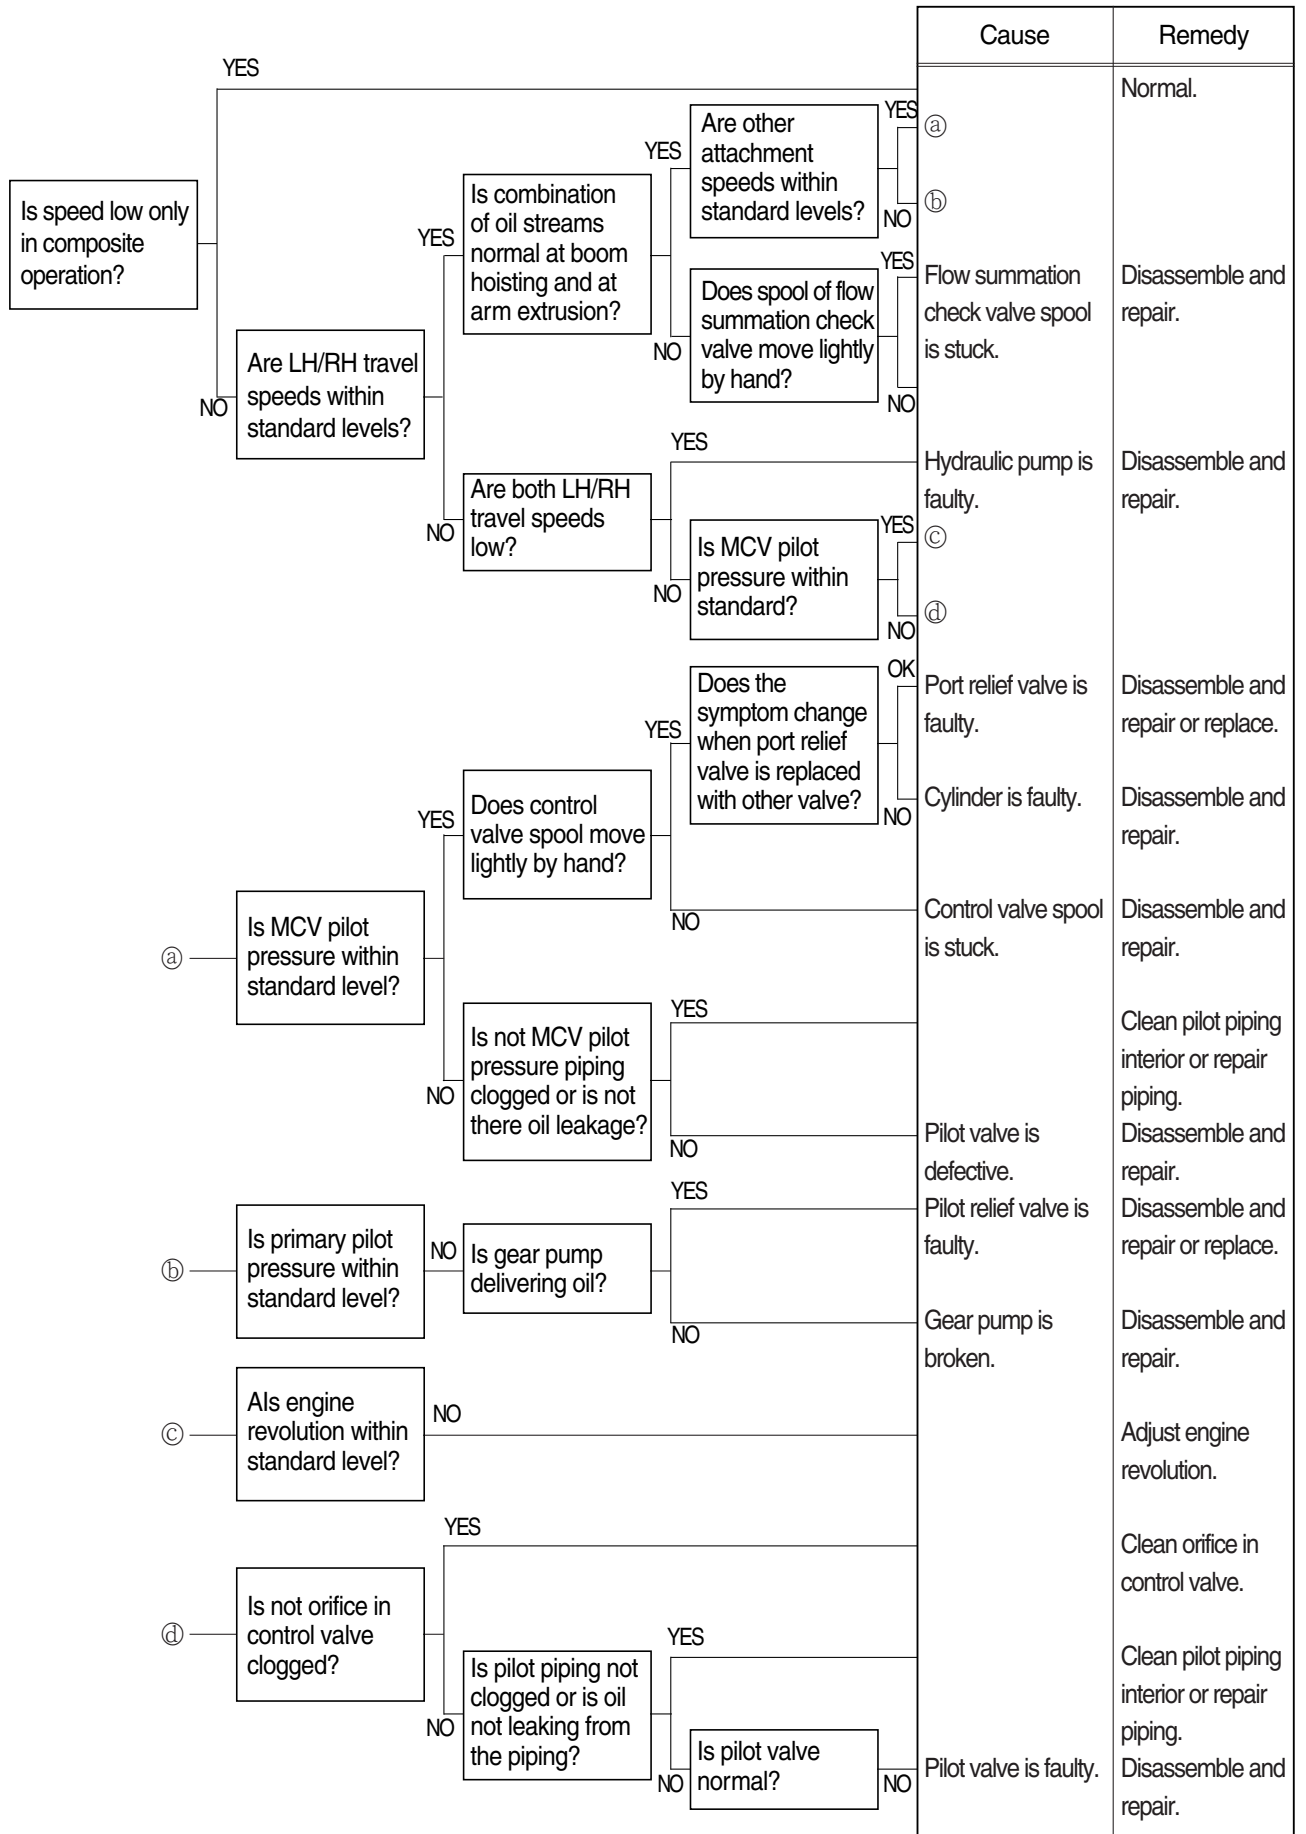 Cause
Remedy
YES
Normal.
Is speed low only
in composite
operation?
NO
Are LH/RH travel
speeds within
standard levels?
YES
Is combination
of oil streams
normal at boom
hoisting and at
arm extrusion?
YES
Are other
attachment
speeds within
standard levels?
YES
ⓐ
NO
ⓑ
NO
Does spool of flow
summation check
valve move lightly
by hand?
YES
Flow summation
check valve spool
is stuck.
Disassemble and
repair.
NO
NO
Are both LH/RH
travel speeds
low?
YES
Hydraulic pump is
faulty.
Disassemble and
repair.
NO
Is MCV pilot
pressure within
standard?
YES
ⓒ
NO
ⓓ
ⓐ
Is MCV pilot
pressure within
standard level?
YES
Does control
valve spool move
lightly by hand?
YES
Does the
symptom change
when port relief
valve is replaced
with other valve?
OK
Port relief valve is
faulty.
Disassemble and
repair or replace.
NO
Cylinder is faulty.
Disassemble and
repair.
NO
Control valve spool
is stuck.
Disassemble and
repair.
NO
Is not MCV pilot
pressure piping
clogged or is not
there oil leakage?
YES
Clean pilot piping
interior or repair
piping.
NO
Pilot valve is
defective.
Disassemble and
repair.
ⓑ
Is primary pilot
pressure within
standard level?
NO
Is gear pump
delivering oil?
YES
Pilot relief valve is
faulty.
Disassemble and
repair or replace.
NO
Gear pump is
broken.
Disassemble and
repair.
ⓒ
AIs engine
revolution within
standard level?
NO
Adjust engine
revolution.
ⓓ
Is not orifice in
control valve
clogged?
YES
Clean orifice in
control valve.
NO
Is pilot piping not
clogged or is oil
not leaking from
the piping?
YES
Clean pilot piping
interior or repair
piping.
NO
Is pilot valve
normal?
NO
Pilot valve is faulty.
Disassemble and
repair.